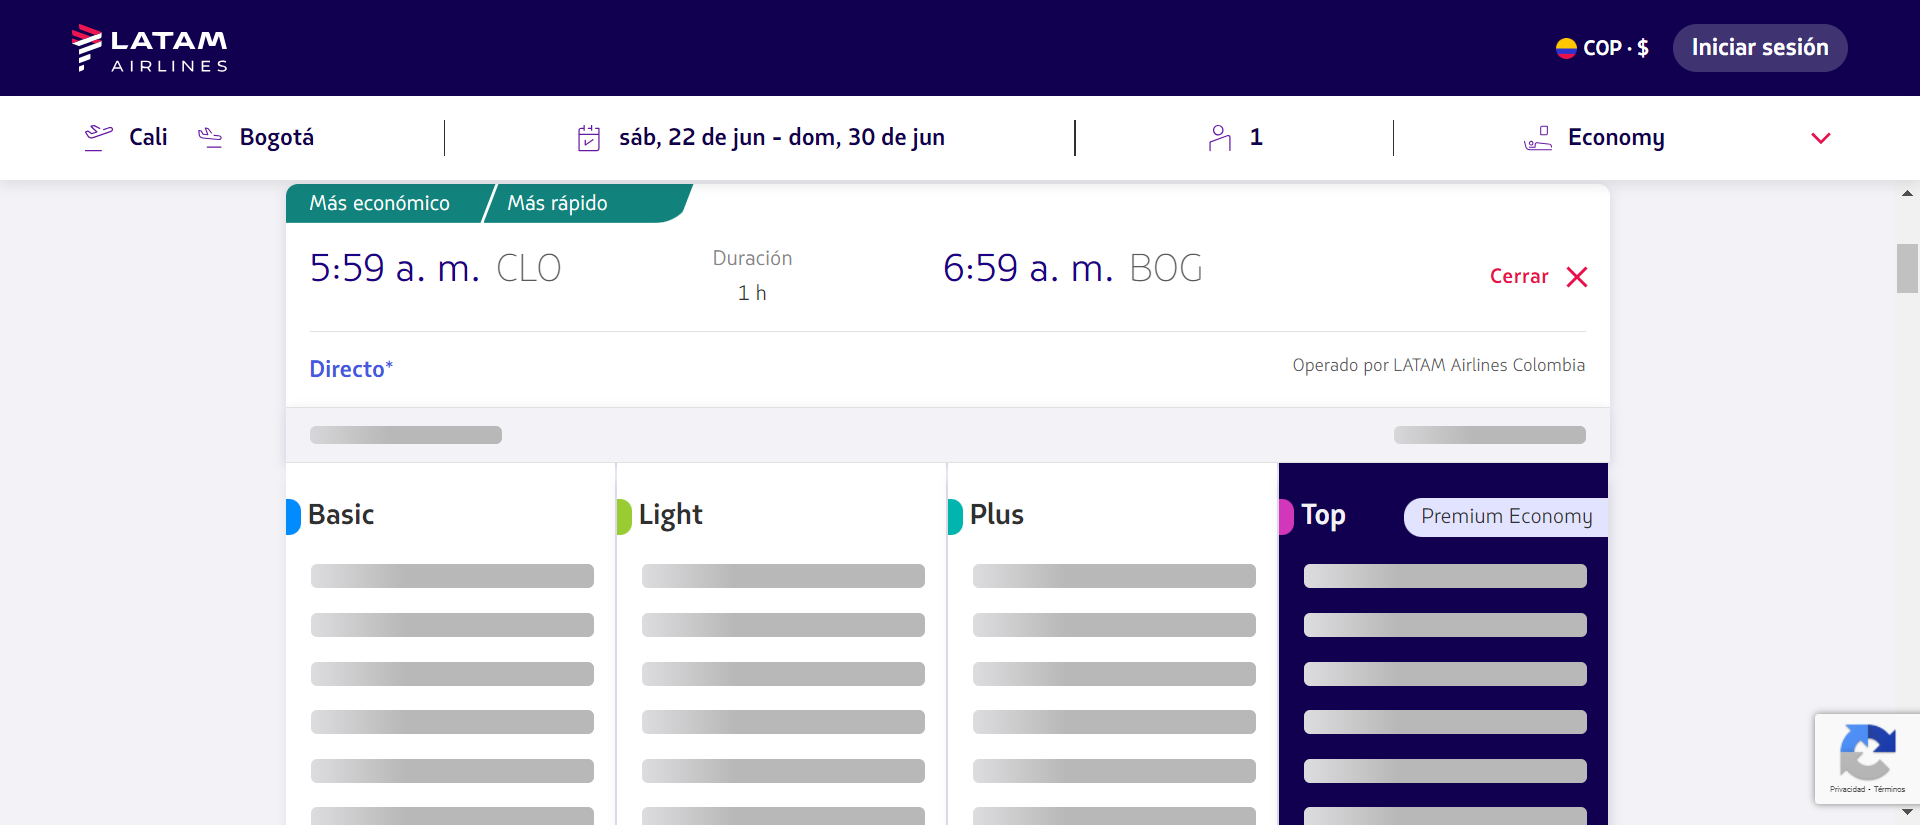 LATAM
AIRLINES
COP · $
Iniciar sesión
Cali
Bogotá
sáb, 22 de jun - dom, 30 de jun
1
Economy
Más económico
Más rápido
5:59 a. m. CLO
Duración
1 h
6:59 a. m. BOG
Cerrar
Directo*
Operado por LATAM Airlines Colombia
Basic
Light
Plus
Top
Premium Economy
Privacidad - Términos